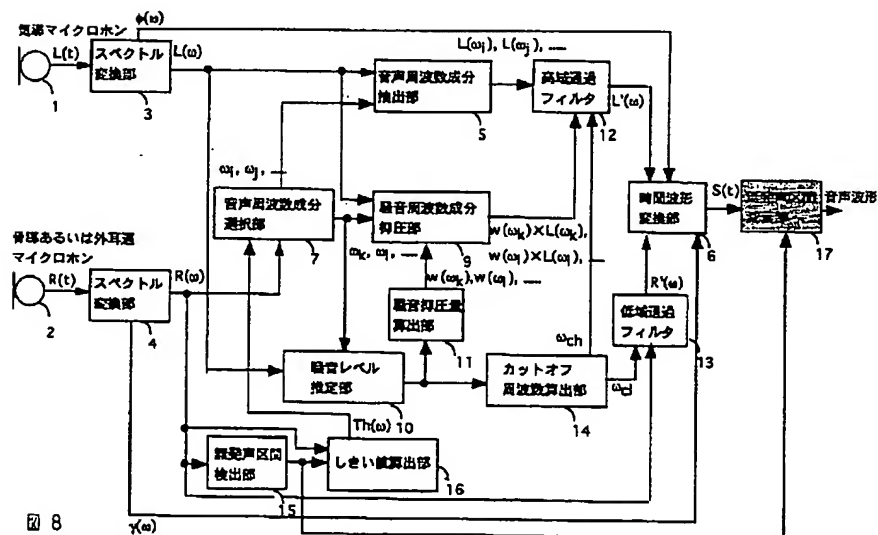 φ(ω)
気導マイクロホン
L(t)
スペクトル
変換部
L(ω)
1
3
音声周波数成分
抽出部
5
L(ωi), L(ωj), ....
高域通過
フィルタ
12
L'(ω)
ωi, ωj, ....
音声周波数成分
選択部
7
騒音周波数成分
抑圧部
9
ωk, ωl, ....
w(ωk)×L(ωk),
w(ωl)×L(ωl), ....
w(ωk),w(ωl), ....
時間波形
変換部
6
S(t)
音声波形
17
骨導あるいは外耳道
マイクロホン
R(t)
スペクトル
変換部
R(ω)
2
4
騒音抑圧量
算出部
11
ωch
R'(ω)
低域通過
フィルタ
13
騒音レベル
推定部
10
カットオフ
周波数算出部
14
ωcl
Th(ω)
無発声区間
検出部
15
しきい値算出部
16
図 8
γ(ω)